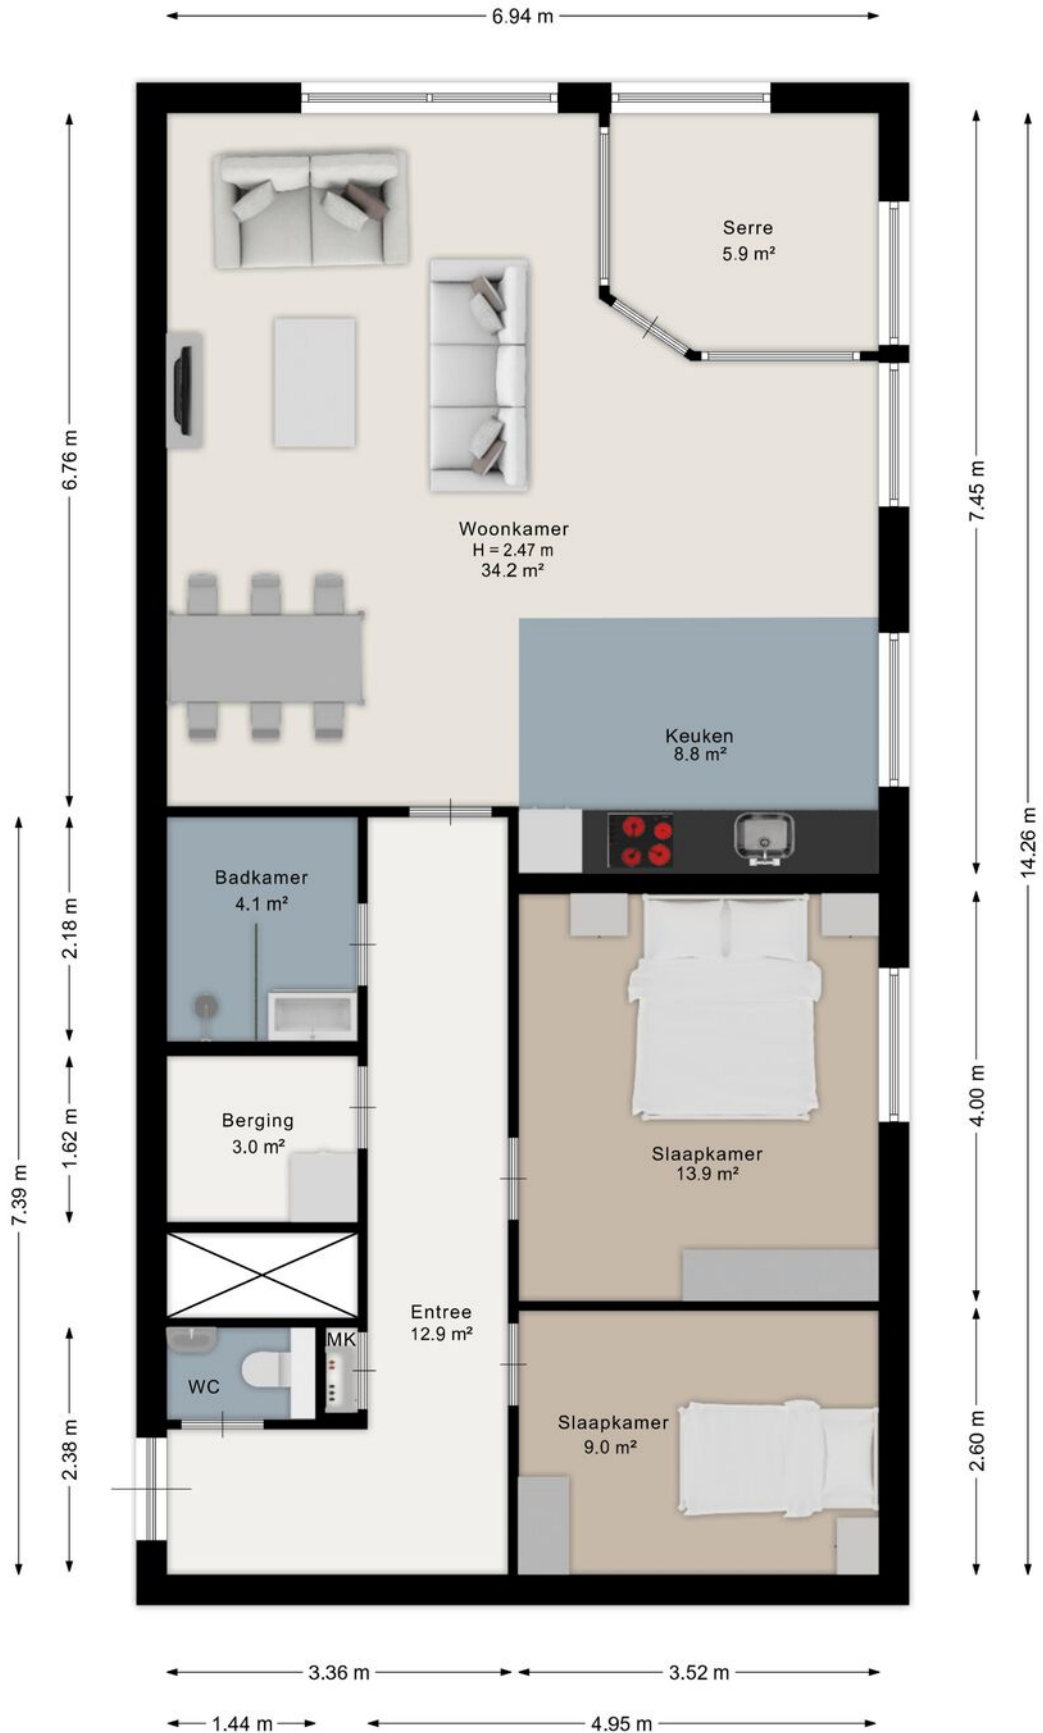 6.94 m
Serre
5.9 m²
6.76 m
7.45 m
Woonkamer
H = 2.47 m
34.2 m²
Keuken
8.8 m²
14.26 m
Badkamer
4.1 m²
2.18 m
4.00 m
Berging
3.0 m²
1.62 m
Slaapkamer
13.9 m²
7.39 m
Entree
12.9 m²
MK
WC
Slaapkamer
9.0 m²
2.38 m
2.60 m
3.36 m
3.52 m
1.44 m
4.95 m